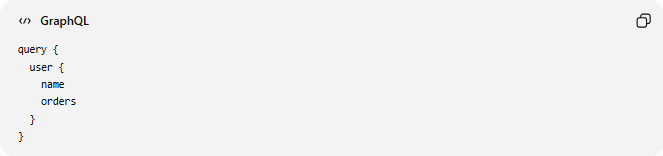 GraphQL
query {
  user {
    name
    orders
  }
}